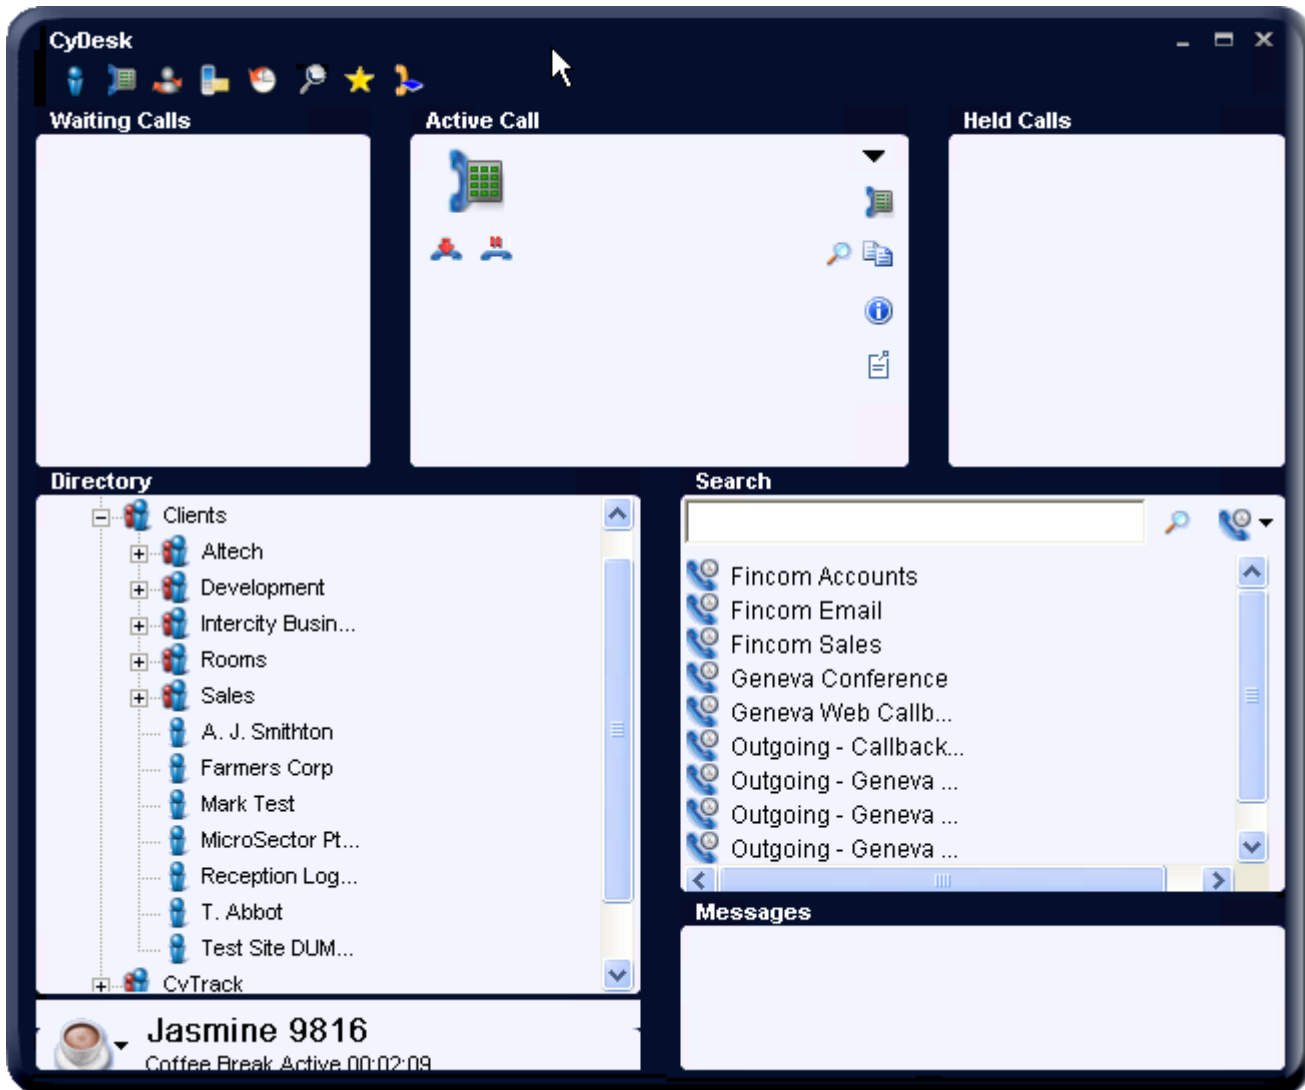 CyDesk
Waiting Calls
Active Call
Held Calls
Directory
Clients
Altech
Development
Intercity Busin...
Rooms
Sales
A. J. Smithton
Farmers Corp
Mark Test
MicroSector Pt...
Reception Log...
T. Abbot
Test Site DUM...
CyTrack
Jasmine 9816
Coffee Break Active 00:02:09
Search
Fincom Accounts
Fincom Email
Fincom Sales
Geneva Conference
Geneva Web Callb...
Outgoing - Callback...
Outgoing - Geneva ...
Outgoing - Geneva ...
Outgoing - Geneva ...
Messages